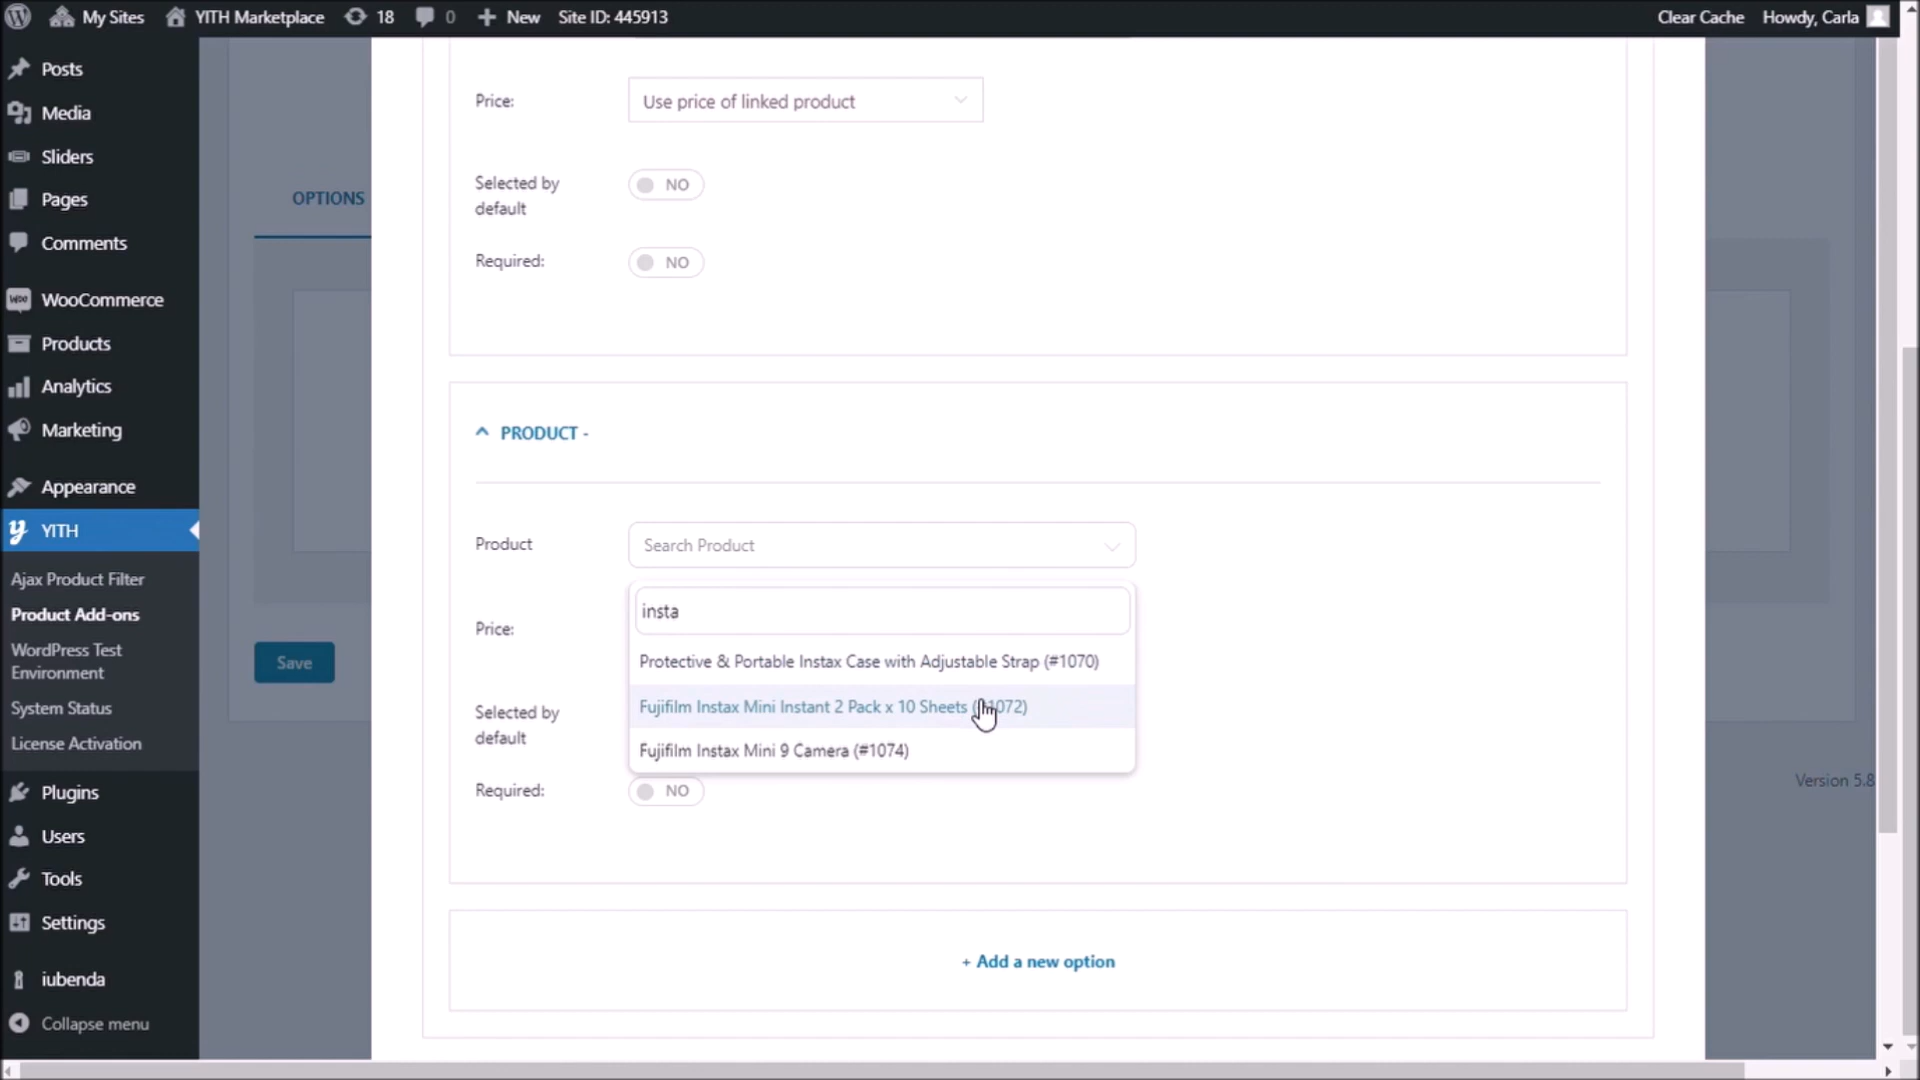 My Sites
YITH Marketplace
18
0
New
Site ID: 445913
Clear Cache
Howdy, Carla
Posts
Media
Sliders
Pages
Comments
WooCommerce
Products
Analytics
Marketing
Appearance
YITH
Ajax Product Filter
Product Add-ons
WordPress Test
Environment
System Status
License Activation
Plugins
Users
Tools
Settings
iubenda
Collapse menu
OPTIONS
Save
Price:
Use price of linked product
Selected by
default
NO
Required:
NO
PRODUCT -
Product
Search Product
insta
Price:
Protective & Portable Instax Case with Adjustable Strap (#1070)
Fujifilm Instax Mini Instant 2 Pack x 10 Sheets (#1072)
Fujifilm Instax Mini 9 Camera (#1074)
Selected by
default
Required:
NO
+ Add a new option
Version 5.8